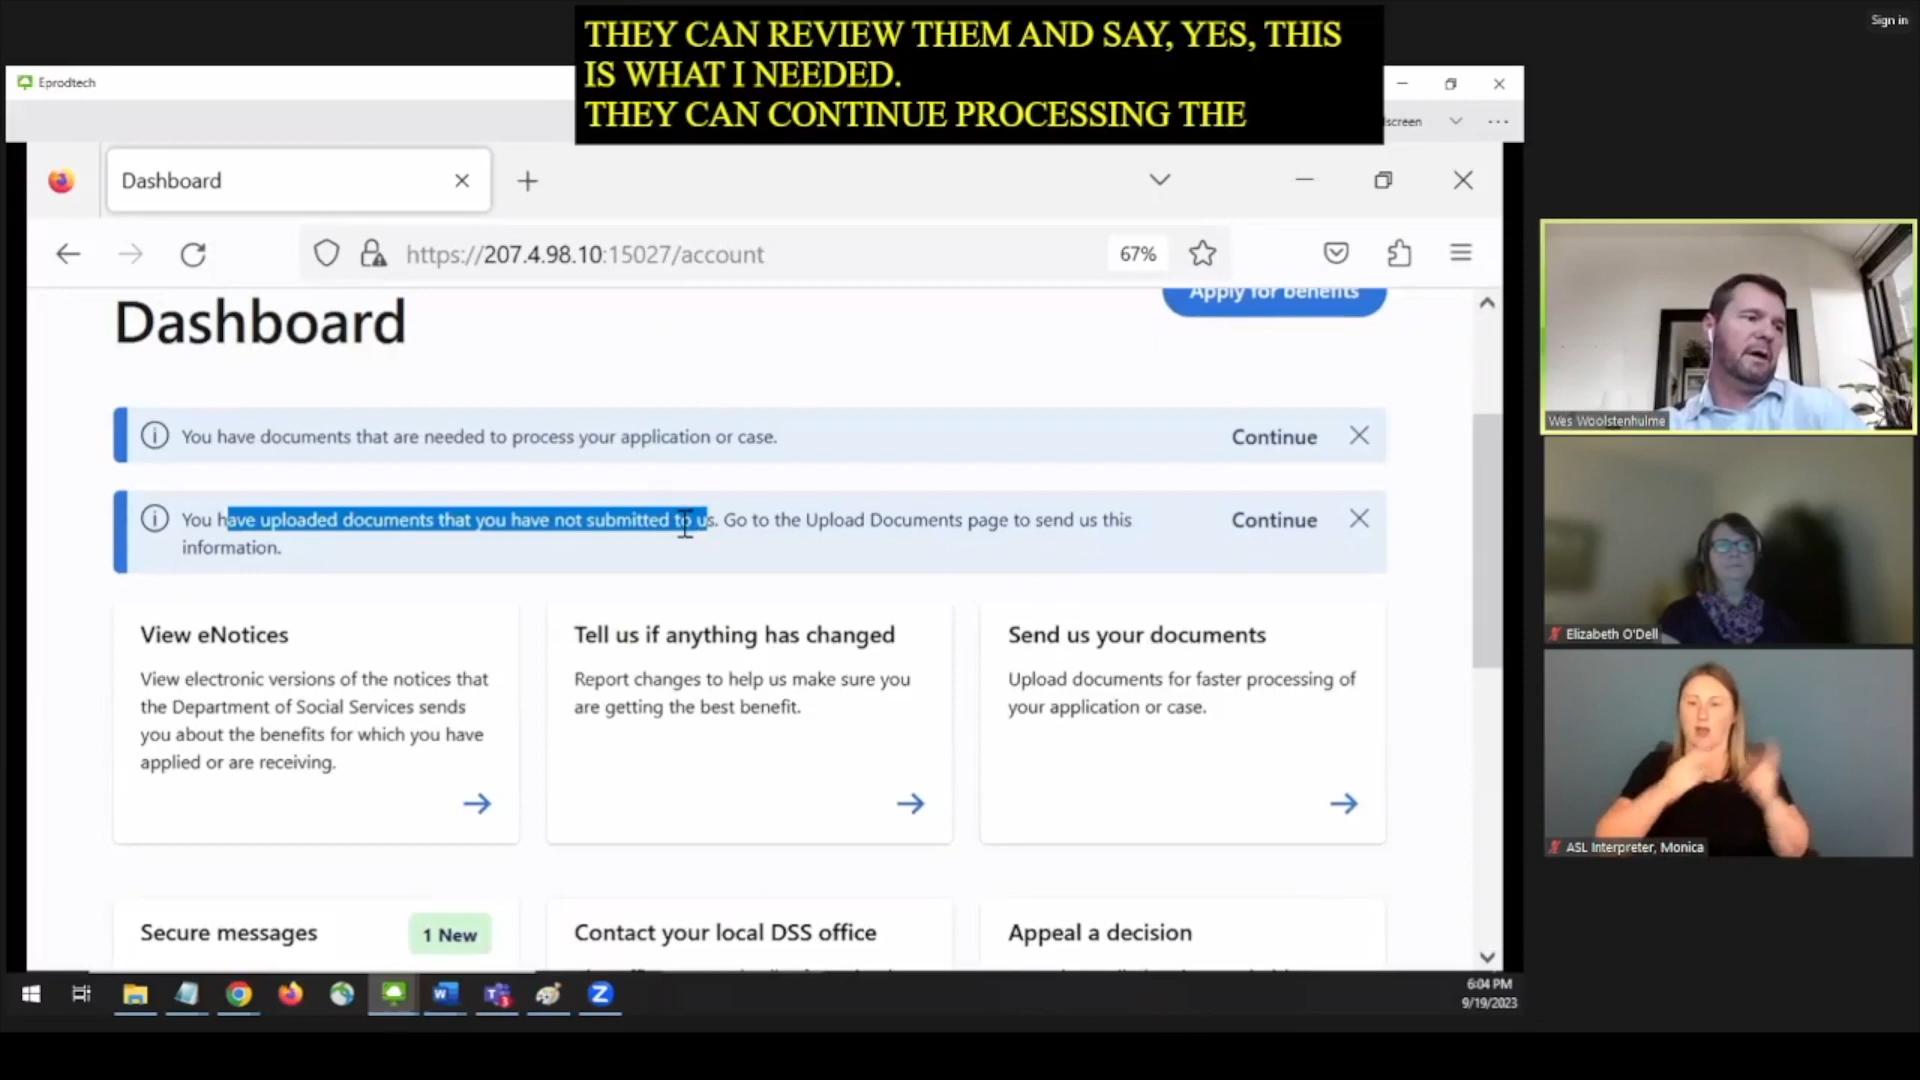 THEY CAN REVIEW THEM AND SAY, YES, THIS
IS WHAT I NEEDED.
THEY CAN CONTINUE PROCESSING THE
Sign in
Eprodtech
lscreen
Dashboard
https://207.4.98.10:15027/account
67%
Dashboard
Apply for benefits
You have documents that are needed to process your application or case.
Continue
You have uploaded documents that you have not submitted to us. Go to the Upload Documents page to send us this
information.
Continue
View eNotices
View electronic versions of the notices that
the Department of Social Services sends
you about the benefits for which you have
applied or are receiving.
Tell us if anything has changed
Report changes to help us make sure you
are getting the best benefit.
Send us your documents
Upload documents for faster processing of
your application or case.
Secure messages
1 New
Contact your local DSS office
Appeal a decision
Wes Woolstenhulme
Elizabeth O'Dell
ASL Interpreter, Monica
6:04 PM
9/19/2023